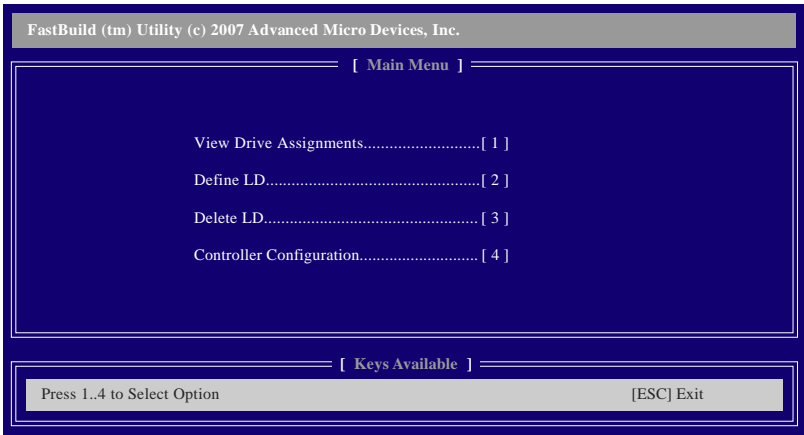 FastBuild (tm) Utility (c) 2007 Advanced Micro Devices, Inc.
[ Main Menu ]
View Drive Assignments...........................[ 1 ]
Define LD..................................................[ 2 ]
Delete LD.................................................. [ 3 ]
Controller Configuration............................ [ 4 ]
[ Keys Available ]
Press 1..4 to Select Option [ESC] Exit